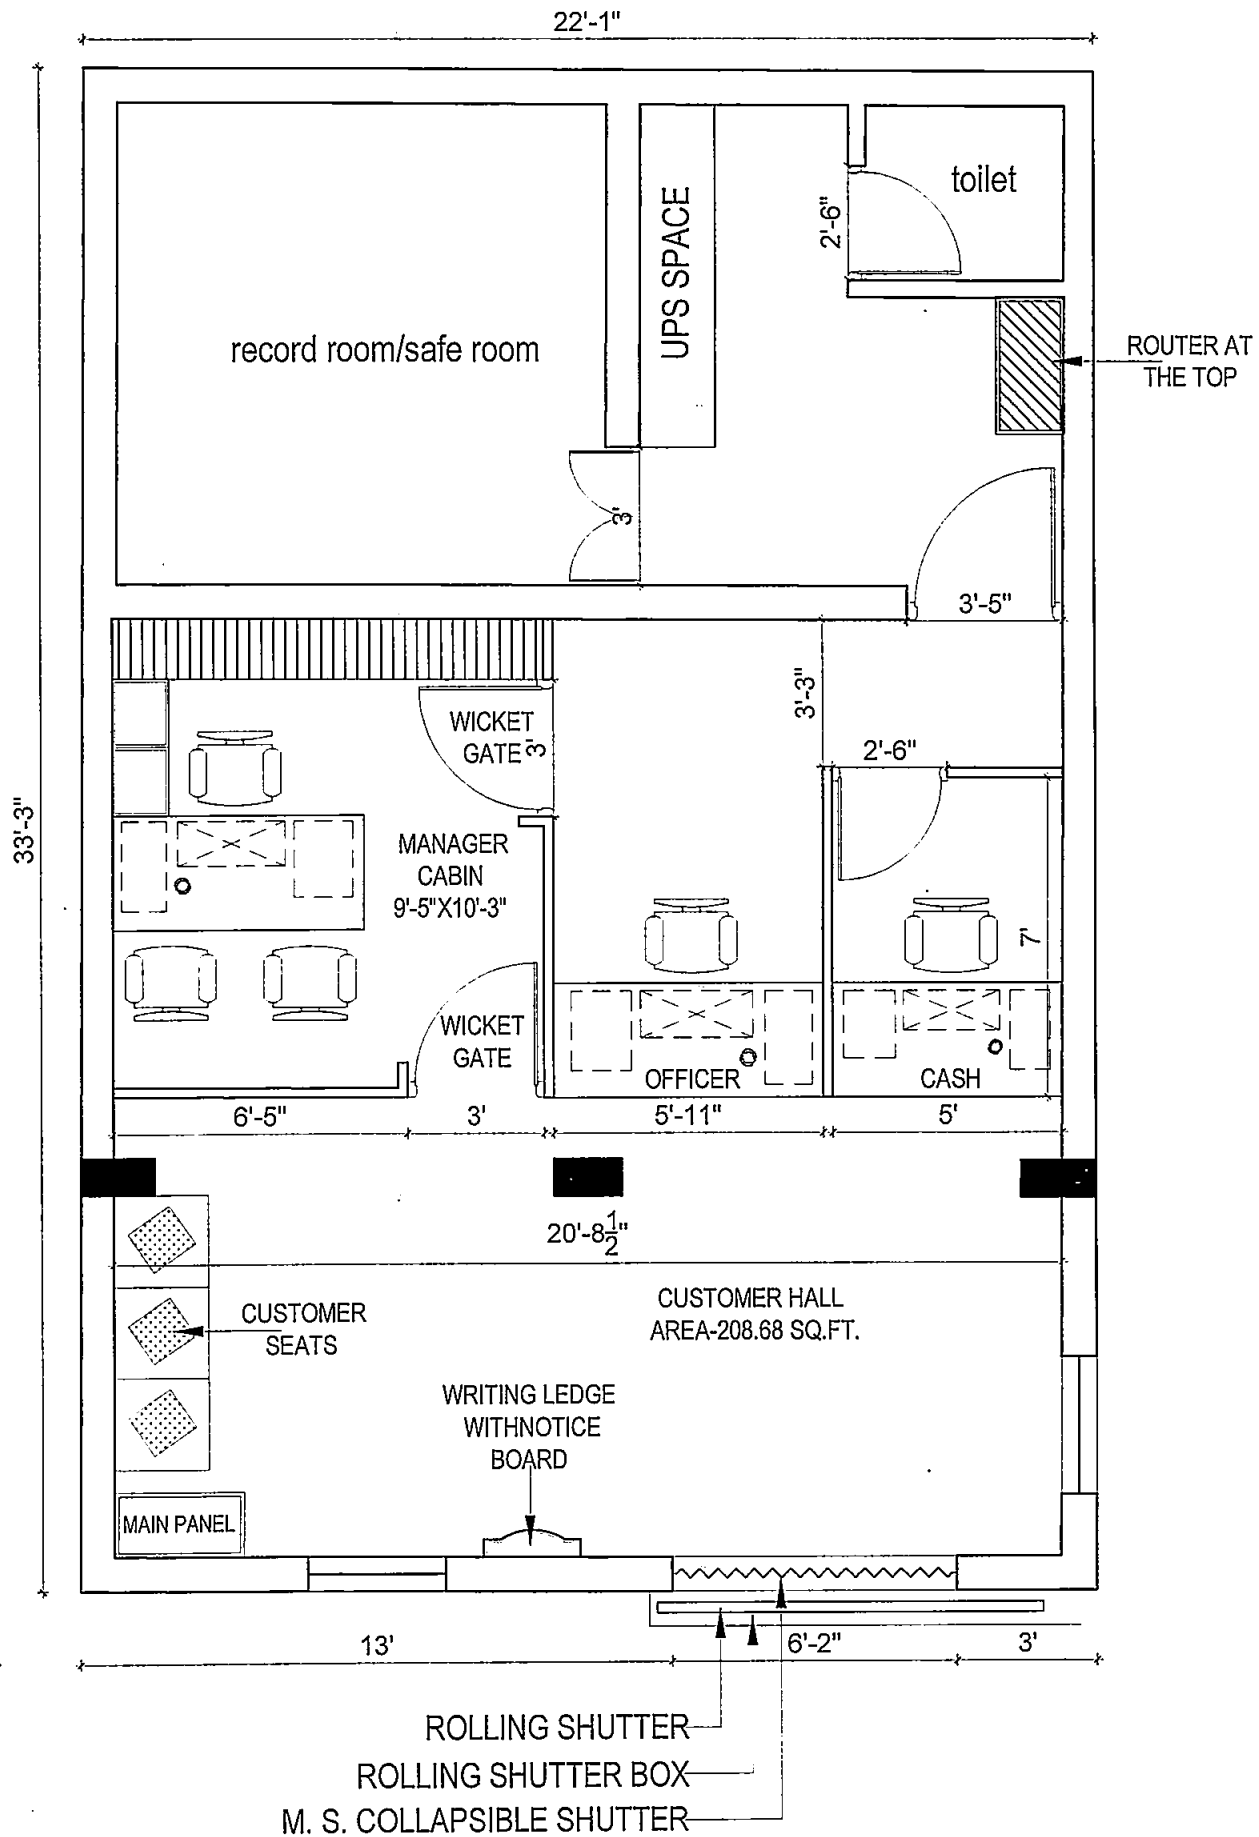 22'-1"
toilet
2'-6"
UPS SPACE
record room/safe room
ROUTER AT
THE TOP
3'
3'-5"
3'-3"
WICKET
GATE
3'
2'-6"
33'-3"
MANAGER
CABIN
9'-5"X10'-3"
7'
WICKET
GATE
OFFICER
CASH
6'-5"
3'
5'-11"
5'
20'-8 1/2"
CUSTOMER HALL
AREA-208.68 SQ.FT.
CUSTOMER
SEATS
WRITING LEDGE
WITHNOTICE
BOARD
MAIN PANEL
13'
6'-2"
3'
ROLLING SHUTTER
ROLLING SHUTTER BOX
M. S. COLLAPSIBLE SHUTTER